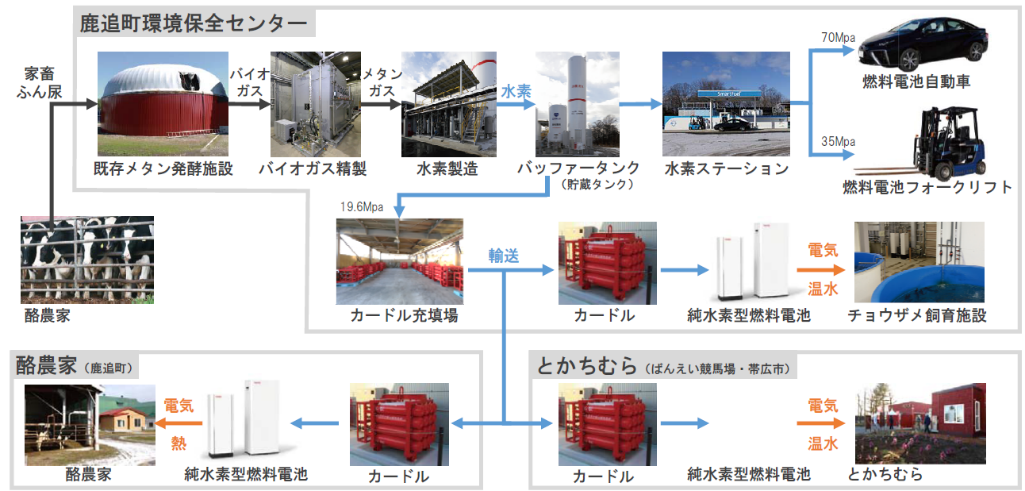 鹿追町環境保全センター
家畜
ふん尿
バイオ
ガス
メタン
ガス
水素
70Mpa
35Mpa
燃料電池自動車
既存メタン発酵施設
バイオガス精製
水素製造
バッファータンク
(貯蔵タンク)
水素ステーション
燃料電池フォークリフト
19.6Mpa
輸送
電気
温水
酪農家
カードル充填場
カードル
純水素型燃料電池
チョウザメ飼育施設
酪農家(鹿追町)
電気
熱
酪農家
純水素型燃料電池
カードル
とかちむら(ばんえい競馬場・帯広市)
電気
温水
カードル
純水素型燃料電池
とかちむら